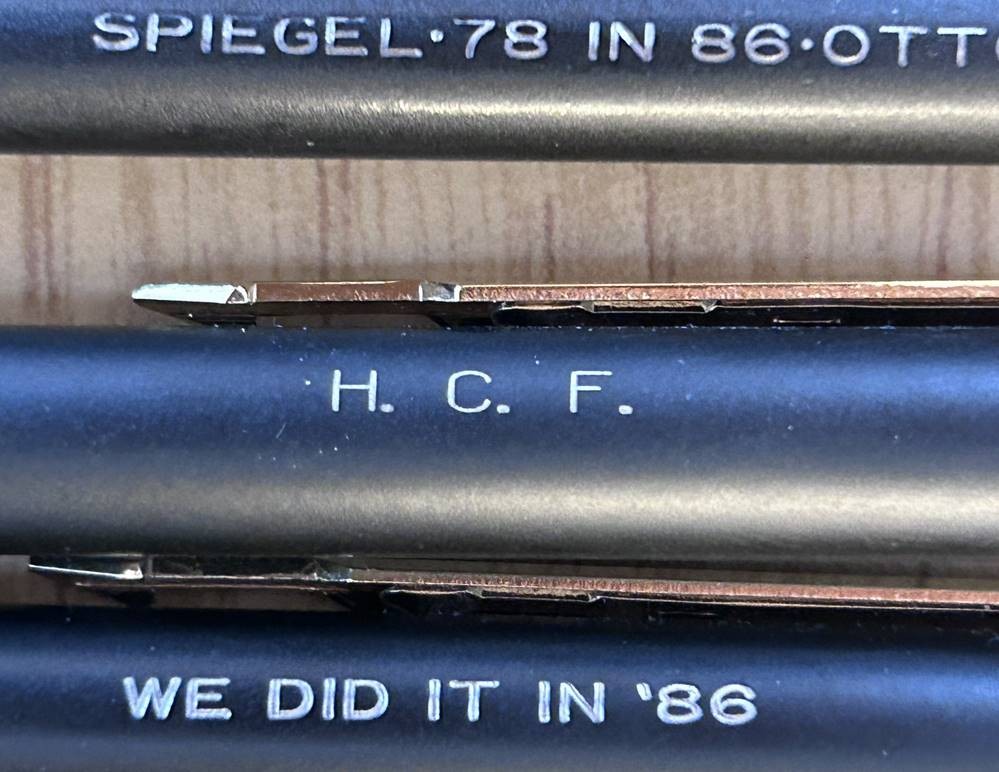 SPIEGEL·78 IN 86·OTT
H. C. F.
WE DID IT IN '86